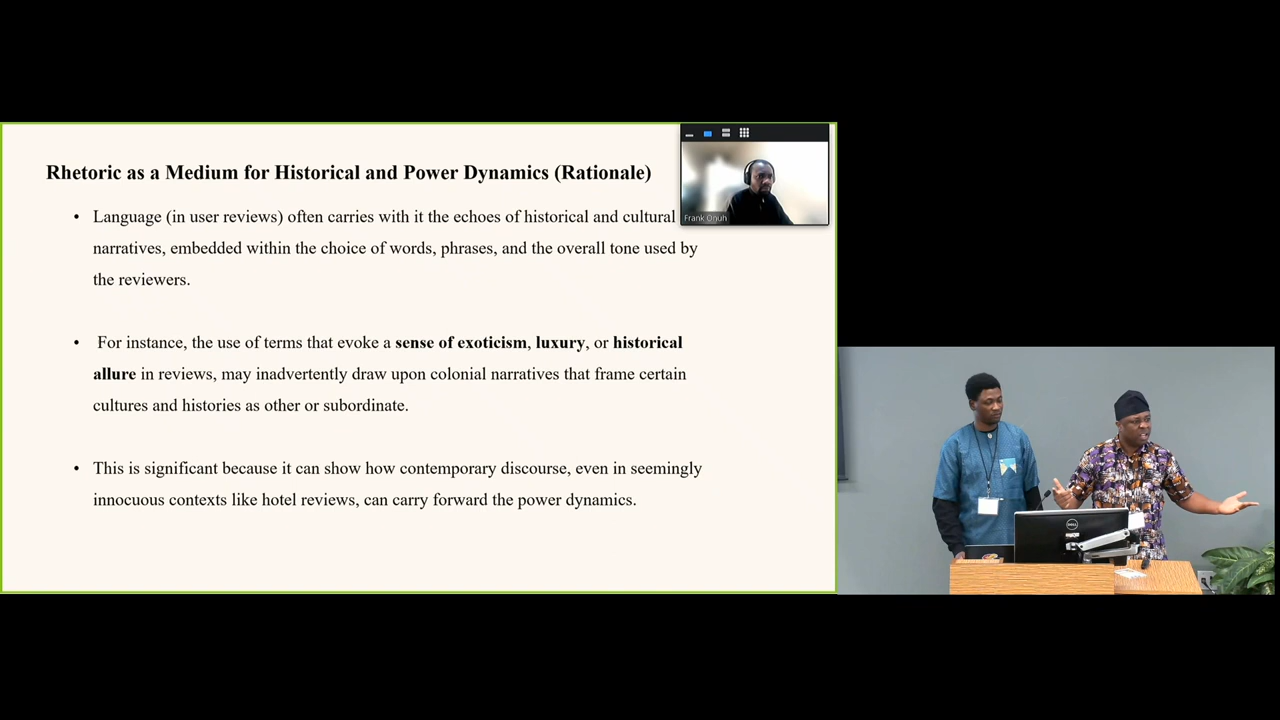 Rhetoric as a Medium for Historical and Power Dynamics (Rationale)
• Language (in user reviews) often carries with it the echoes of historical and cultural
narratives, embedded within the choice of words, phrases, and the overall tone used by
the reviewers.
• For instance, the use of terms that evoke a sense of exoticism, luxury, or historical
allure in reviews, may inadvertently draw upon colonial narratives that frame certain
cultures and histories as other or subordinate.
• This is significant because it can show how contemporary discourse, even in seemingly
innocuous contexts like hotel reviews, can carry forward the power dynamics.
Frank Onuh
DELL